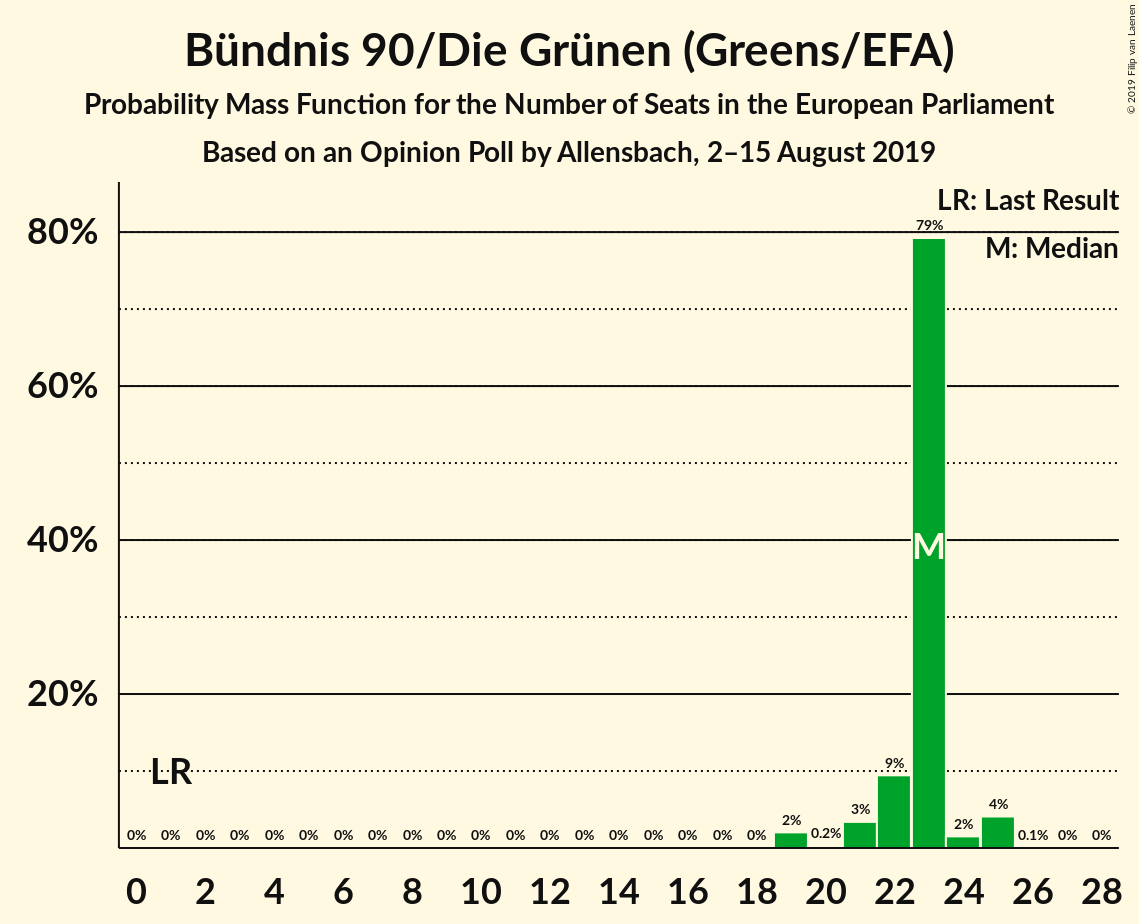 Bündnis 90/Die Grünen (Greens/EFA)
Probability Mass Function for the Number of Seats in the European Parliament
Based on an Opinion Poll by Allensbach, 2–15 August 2019
© 2019 Filip van Laenen
LR: Last Result
M: Median
80%
60%
40%
20%
LR
M
0% 0% 0% 0% 0% 0% 0% 0% 0% 0% 0% 0% 0% 0% 0% 0% 0% 0% 0% 2% 0.2% 3% 9% 79% 2% 4% 0.1% 0% 0%
0 2 4 6 8 10 12 14 16 18 20 22 24 26 28